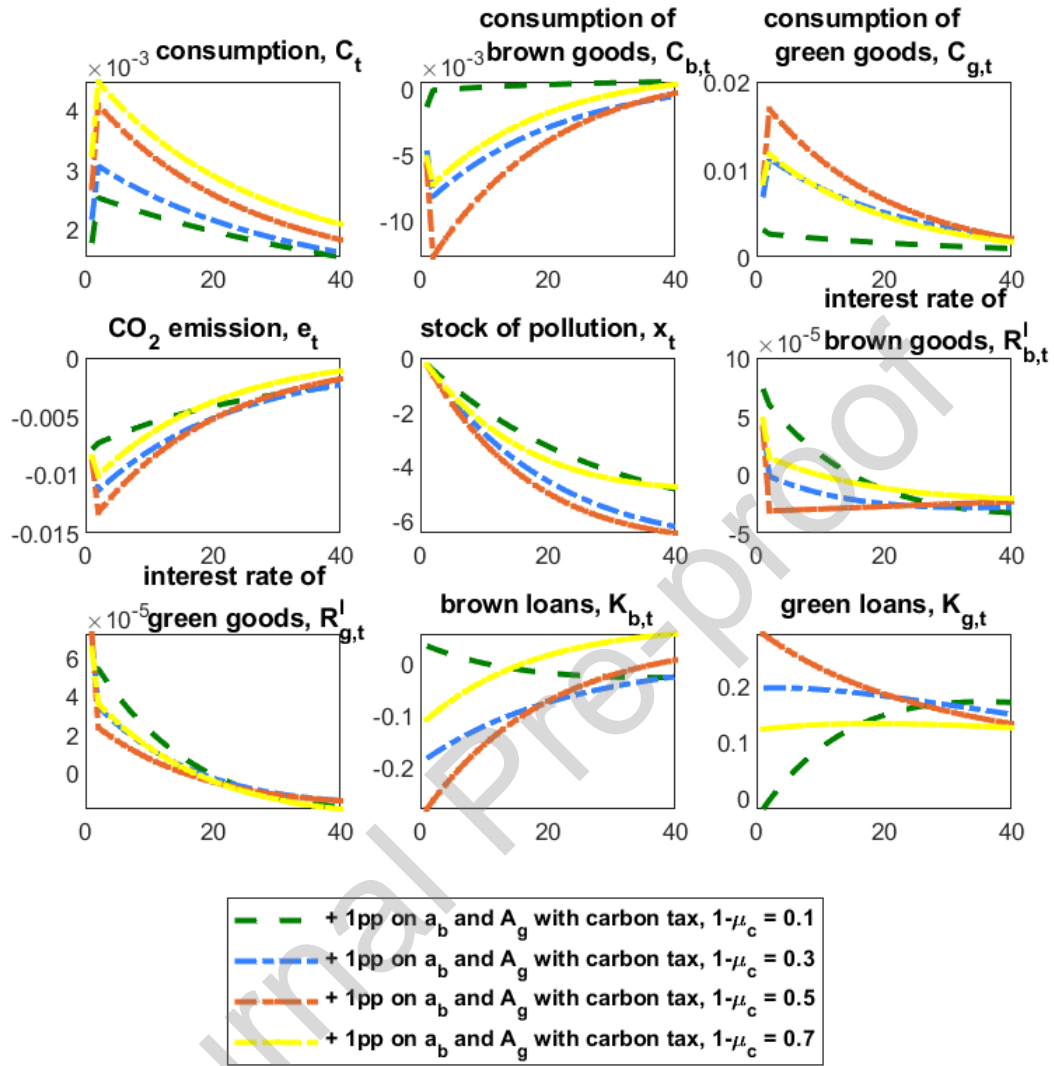 consumption, C_t
consumption of
brown goods, C_b,t
consumption of
green goods, C_g,t
× 10^-3
4
3
2
0 20 40
× 10^-3
0
-5
-10
0 20 40
0.02
0.01
0
0 20 40
CO_2 emission, e_t
0
-0.005
-0.01
-0.015
0 20 40
stock of pollution, x_t
0
-2
-4
-6
0 20 40
interest rate of
brown goods, R^l_b,t
10 × 10^-5
5
0
-5
0 20 40
interest rate of
green goods, R^l_g,t
× 10^-5
6
4
2
0
0 20 40
brown loans, K_b,t
0
-0.1
-0.2
0 20 40
green loans, K_g,t
0.2
0.1
0
0 20 40
+ 1pp on a_b and A_g with carbon tax, 1-μ_c = 0.1
+ 1pp on a_b and A_g with carbon tax, 1-μ_c = 0.3
+ 1pp on a_b and A_g with carbon tax, 1-μ_c = 0.5
+ 1pp on a_b and A_g with carbon tax, 1-μ_c = 0.7
urnal Pre-proof